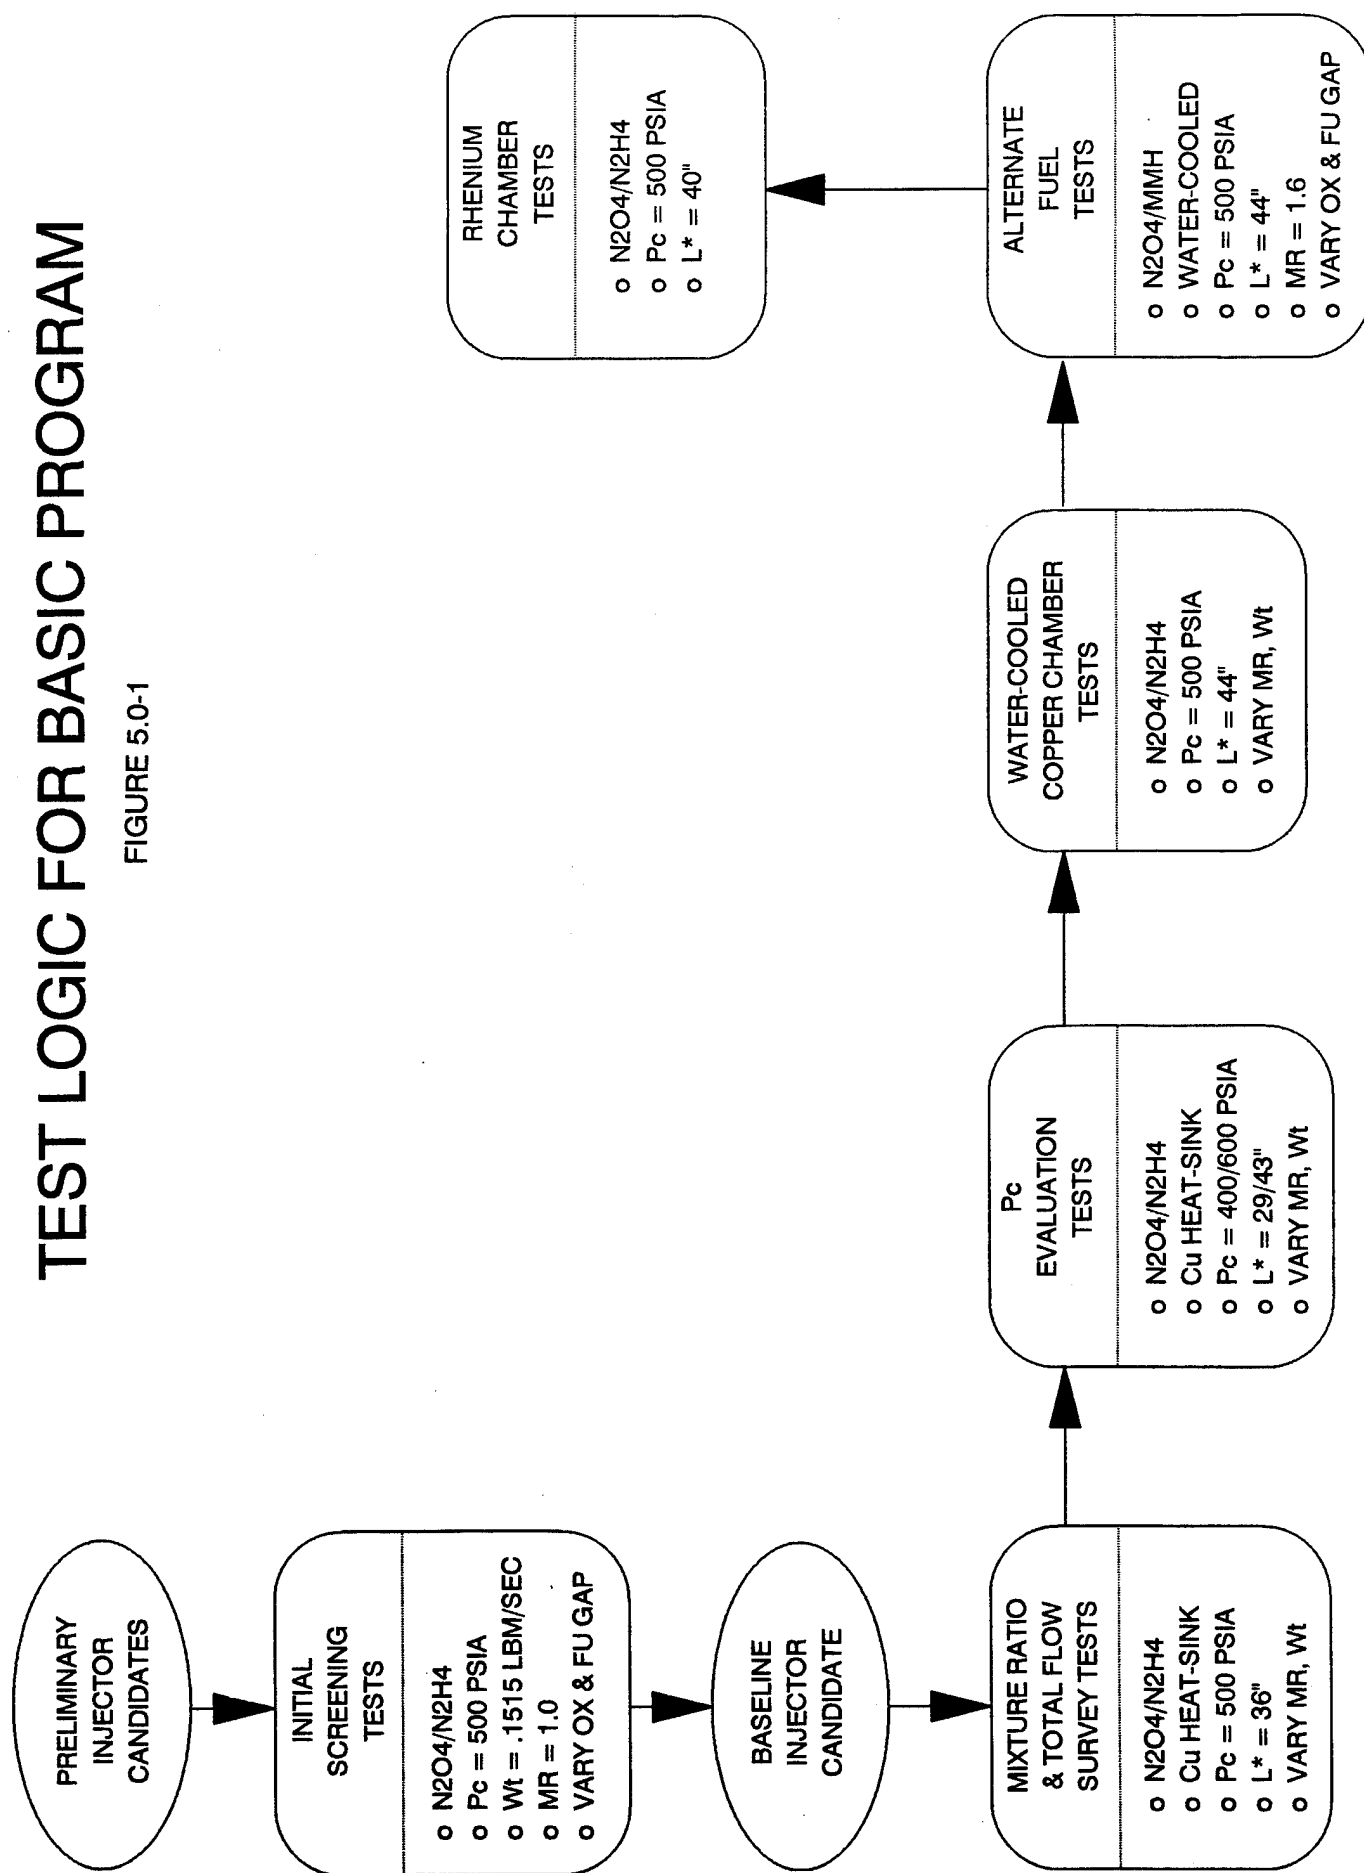 TEST LOGIC FOR BASIC PROGRAM
FIGURE 5.0-1
PRELIMINARY
INJECTOR
CANDIDATES
INITIAL
SCREENING
TESTS
o N2O4/N2H4
o Pc = 500 PSIA
o Wt = .1515 LBM/SEC
o MR = 1.0
o VARY OX & FU GAP
BASELINE
INJECTOR
CANDIDATE
MIXTURE RATIO
& TOTAL FLOW
SURVEY TESTS
o N2O4/N2H4
o Cu HEAT-SINK
o Pc = 500 PSIA
o L* = 36"
o VARY MR, Wt
Pc
EVALUATION
TESTS
o N2O4/N2H4
o Cu HEAT-SINK
o Pc = 400/600 PSIA
o L* = 29/43"
o VARY MR, Wt
WATER-COOLED
COPPER CHAMBER
TESTS
o N2O4/N2H4
o Pc = 500 PSIA
o L* = 44"
o VARY MR, Wt
ALTERNATE
FUEL
TESTS
o N2O4/MMH
o WATER-COOLED
o Pc = 500 PSIA
o L* = 44"
o MR = 1.6
o VARY OX & FU GAP
RHENIUM
CHAMBER
TESTS
o N2O4/N2H4
o Pc = 500 PSIA
o L* = 40"